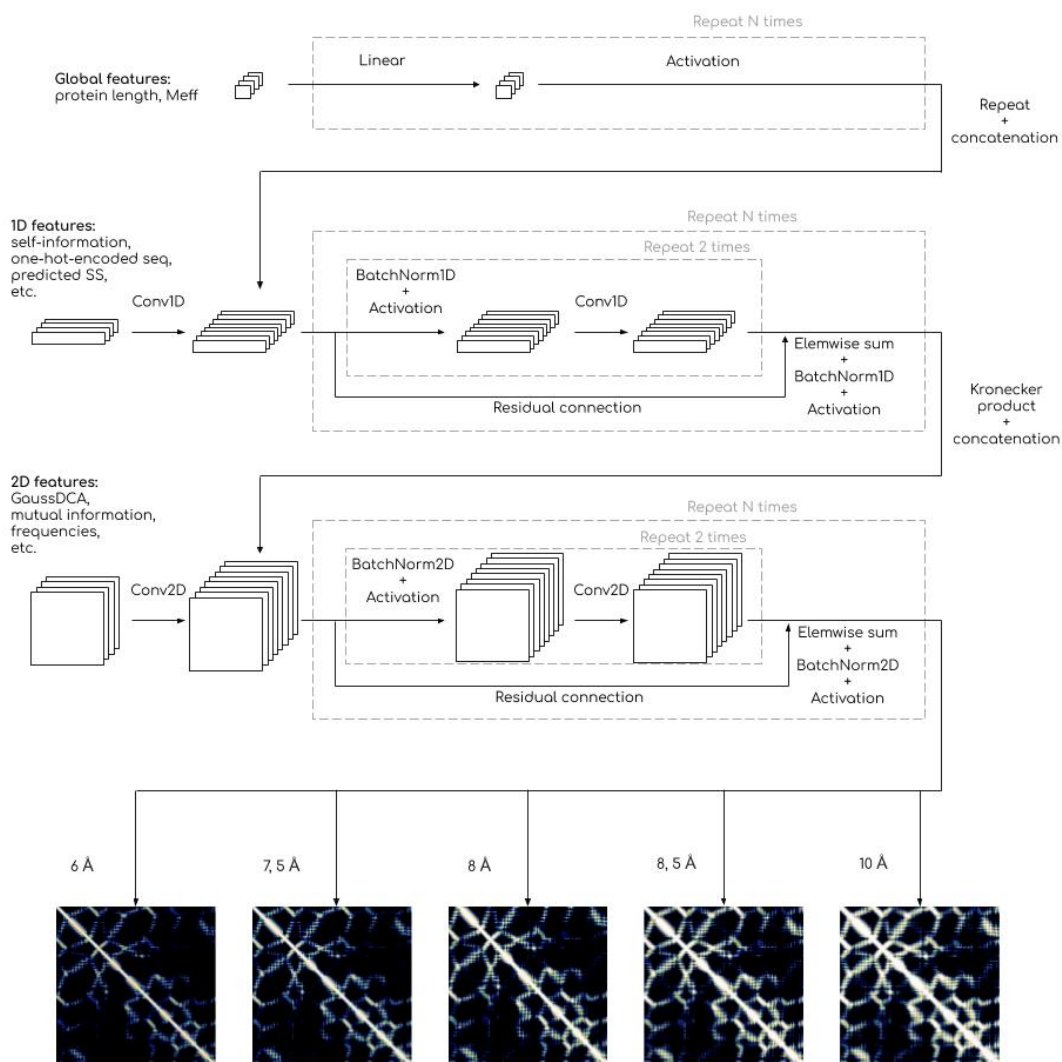 Repeat N times
Linear
Activation
Global features:
protein length, Meff
Repeat
+
concatenation
1D features:
self-information,
one-hot-encoded seq,
predicted SS,
etc.
Repeat N times
Repeat 2 times
BatchNorm1D
+
Activation
Conv1D
Conv1D
Elemwise sum
+
BatchNorm1D
+
Activation
Residual connection
Kronecker
product
+
concatenation
2D features:
GaussDCA,
mutual information,
frequencies,
etc.
Repeat N times
Repeat 2 times
BatchNorm2D
+
Activation
Conv2D
Conv2D
Elemwise sum
+
BatchNorm2D
+
Activation
Residual connection
6 Å
7, 5 Å
8 Å
8, 5 Å
10 Å